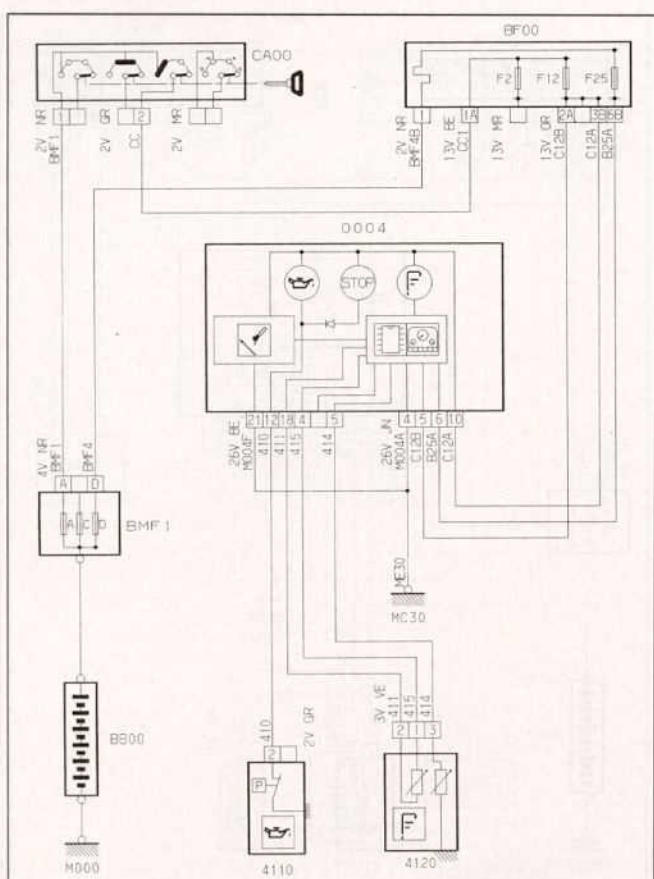 CA00
BF00
F2 F12 F25
1 2
1 1A 2A 3B 6B
2V NR
BMF1
2V GR
CC
2V MR
2V NR
BMF4B
13V BE
CC1
13V MR
13V OR
C12B
C12A
B25A
0004
STOP
21 12 18 4 5
4 5 6 10
26V BE
M004F
410
411
415
414
26V JN
M004A
C12B
B25A
C12A
4V NR
BMF1
BMF4
A D
A C D
BMF1
ME30
MC30
BB00
M000
410
2V GR
2
P
4110
3V VE
411
415
414
2 1 3
4120